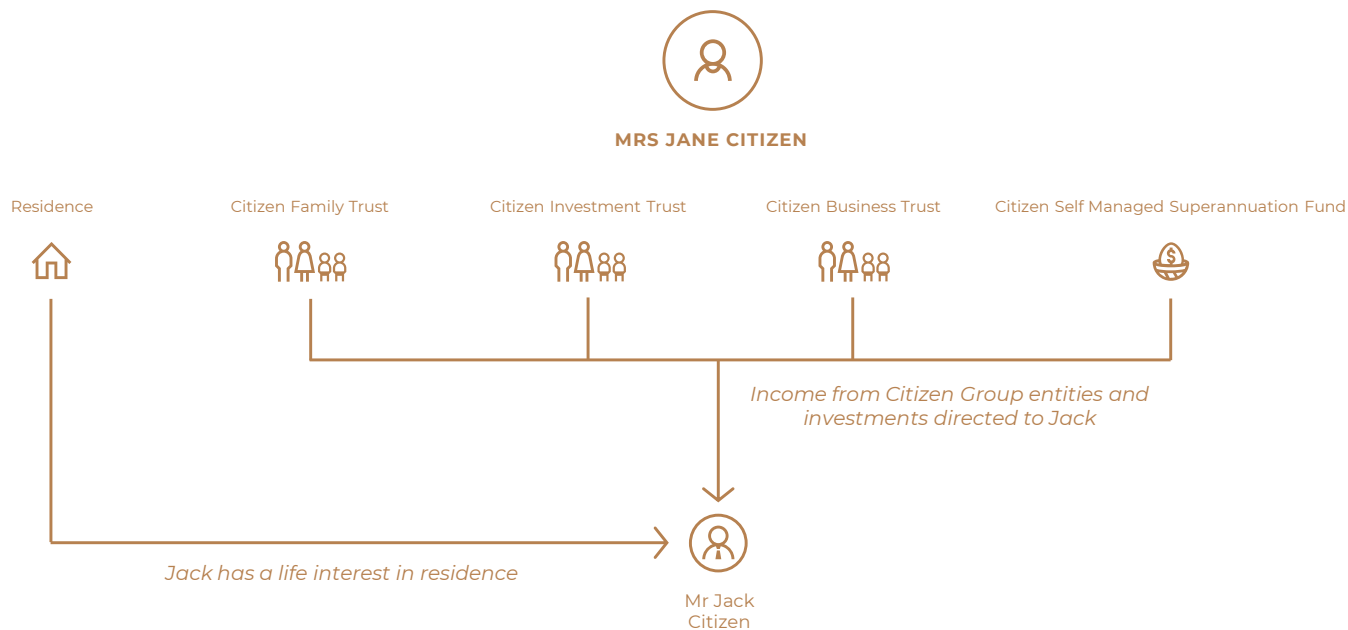 MRS JANE CITIZEN
Residence
Citizen Family Trust
Citizen Investment Trust
Citizen Business Trust
Citizen Self Managed Superannuation Fund
$
Income from Citizen Group entities and
investments directed to Jack
Jack has a life interest in residence
Mr Jack
Citizen